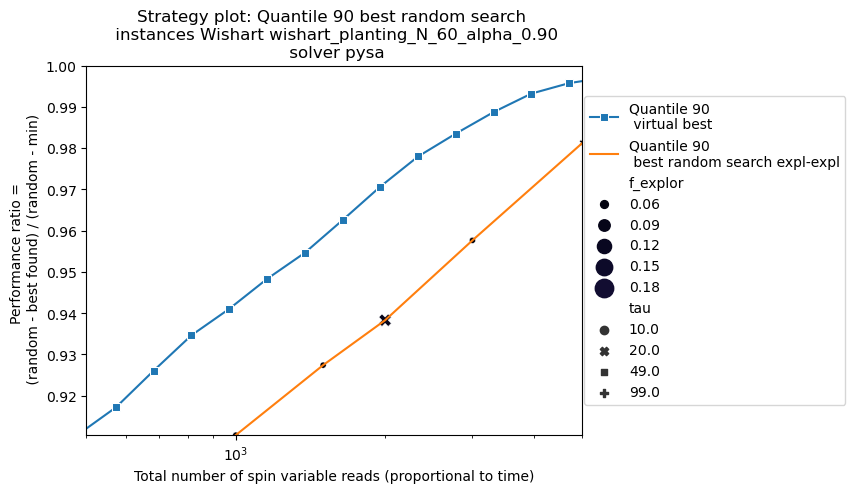 Strategy plot: Quantile 90 best random search
instances Wishart wishart_planting_N_60_alpha_0.90
solver pysa
1.00
0.99
0.98
0.97
0.96
0.95
0.94
0.93
0.92
Performance ratio =
(random - best found) / (random - min)
10^3
Total number of spin variable reads (proportional to time)
Quantile 90
virtual best
Quantile 90
best random search expl-expl
f_explor
0.06
0.09
0.12
0.15
0.18
tau
10.0
20.0
49.0
99.0